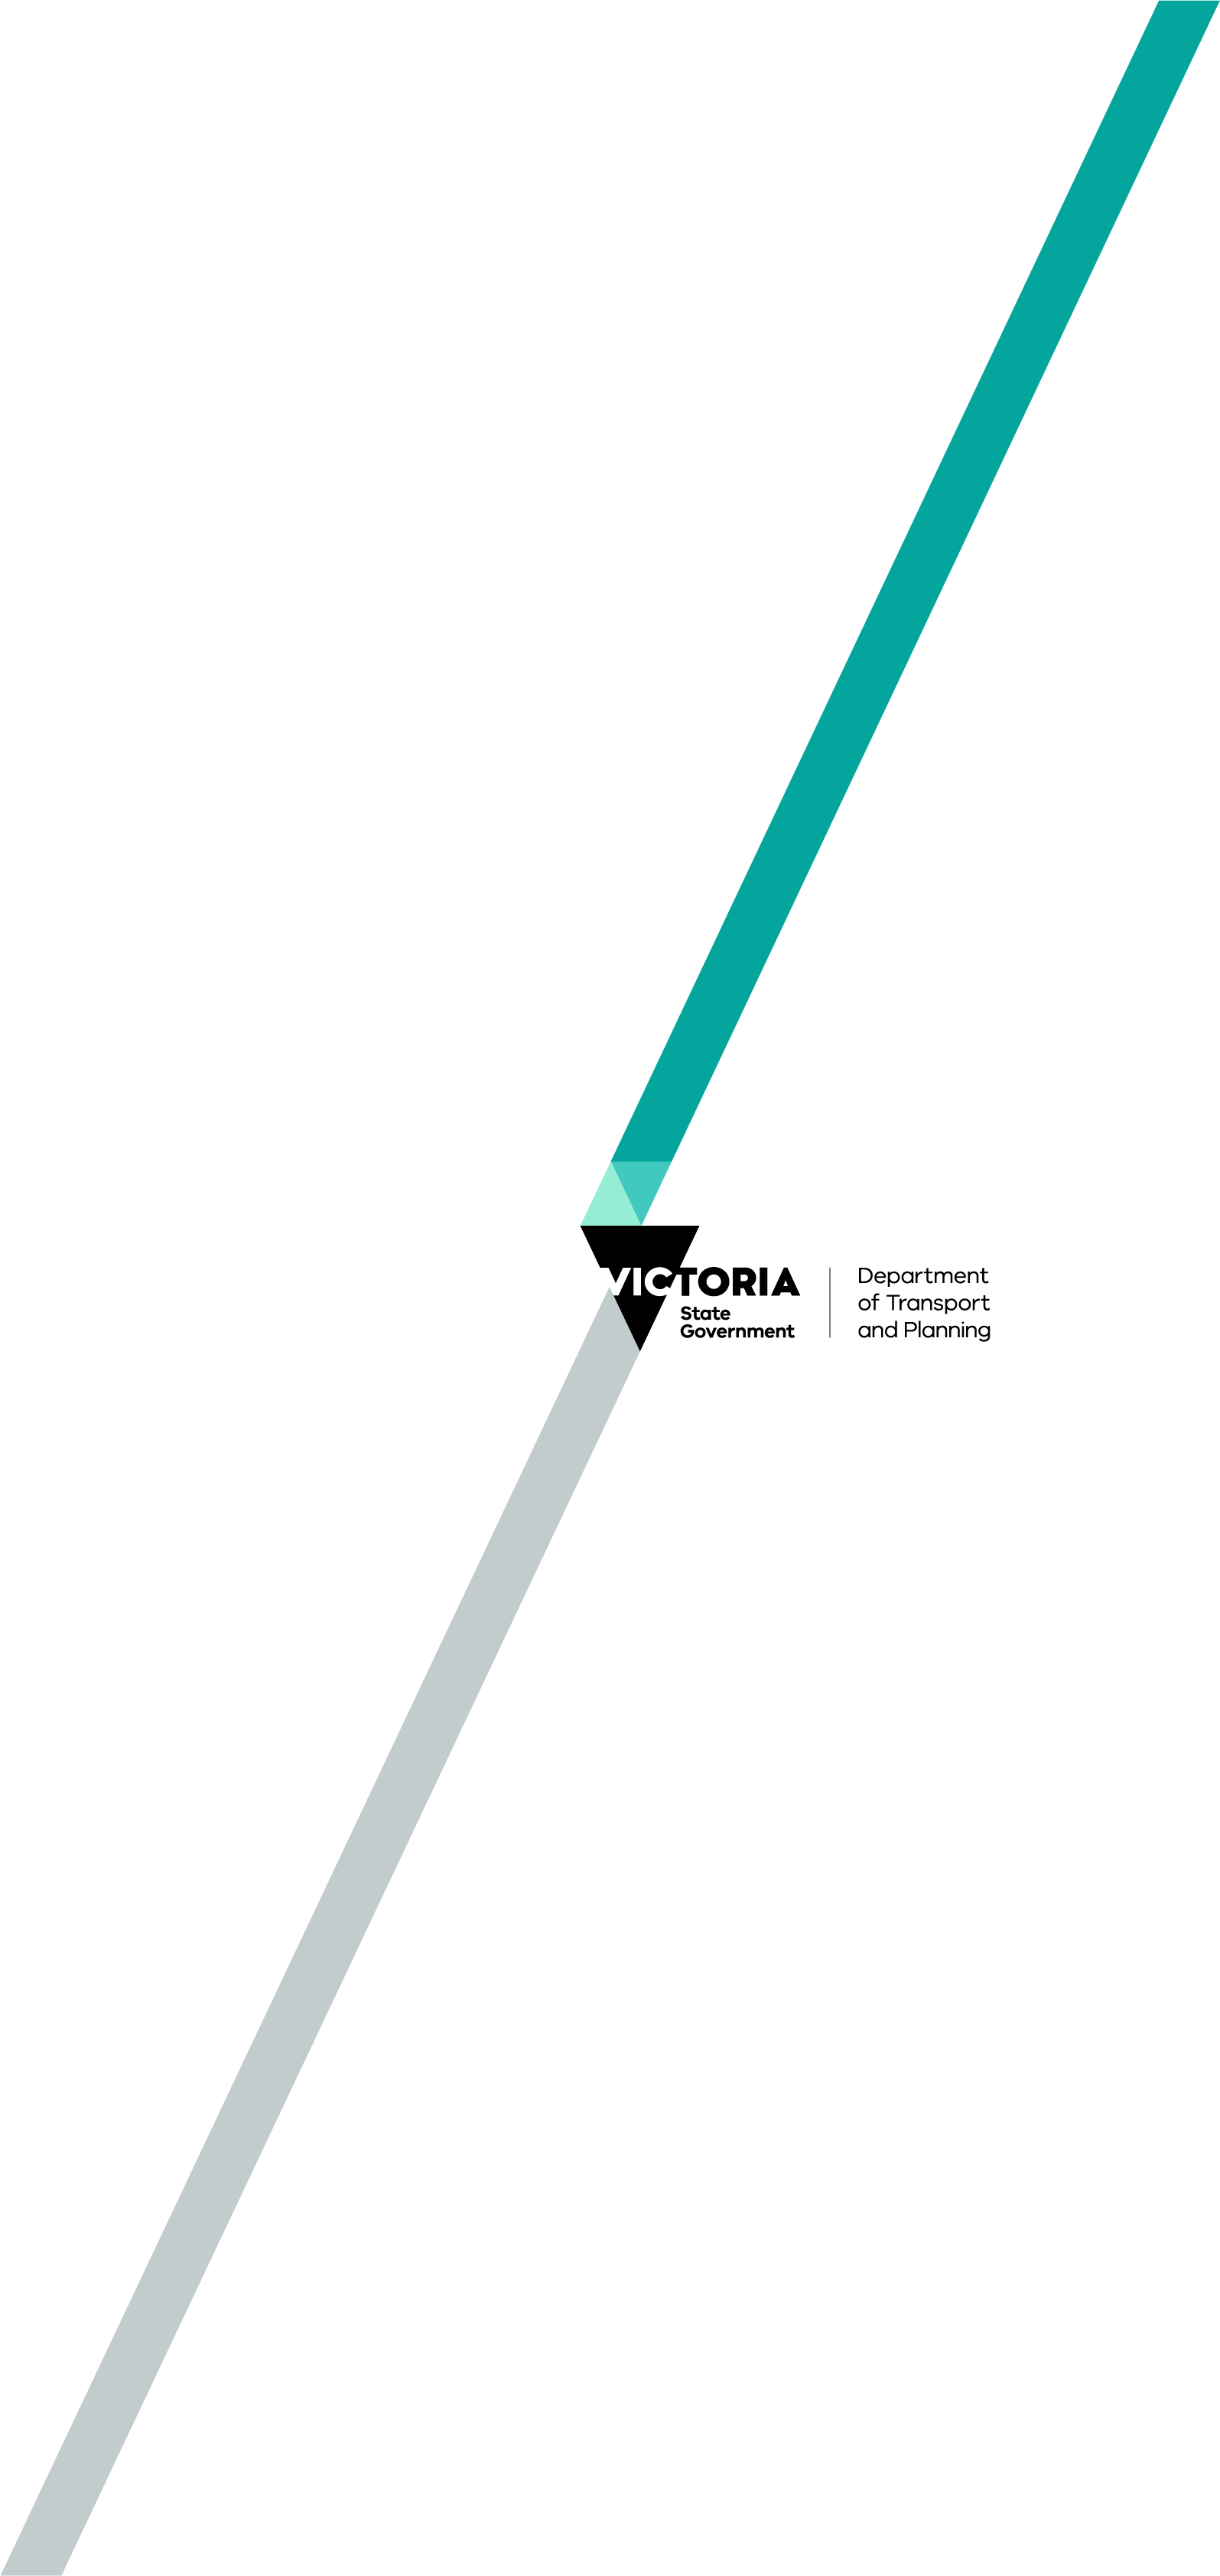 VICTORIA
State
Government
Department
of Transport
and Planning